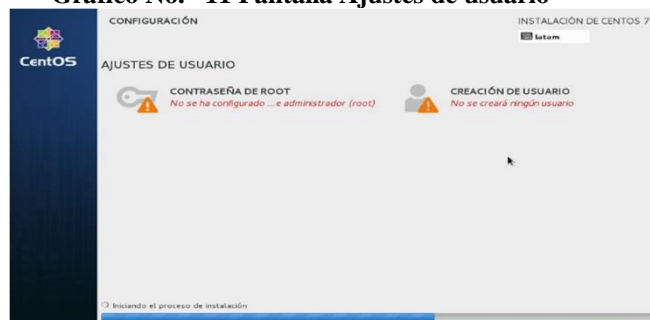 Gráfico No. 11 Pantalla Ajustes de usuario
CONFIGURACIÓN
INSTALACIÓN DE CENTOS 7
latam
CentOS
AJUSTES DE USUARIO
CONTRASEÑA DE ROOT
No se ha configurado ...e administrador (root)
CREACIÓN DE USUARIO
No se creará ningún usuario
Iniciando el proceso de instalación